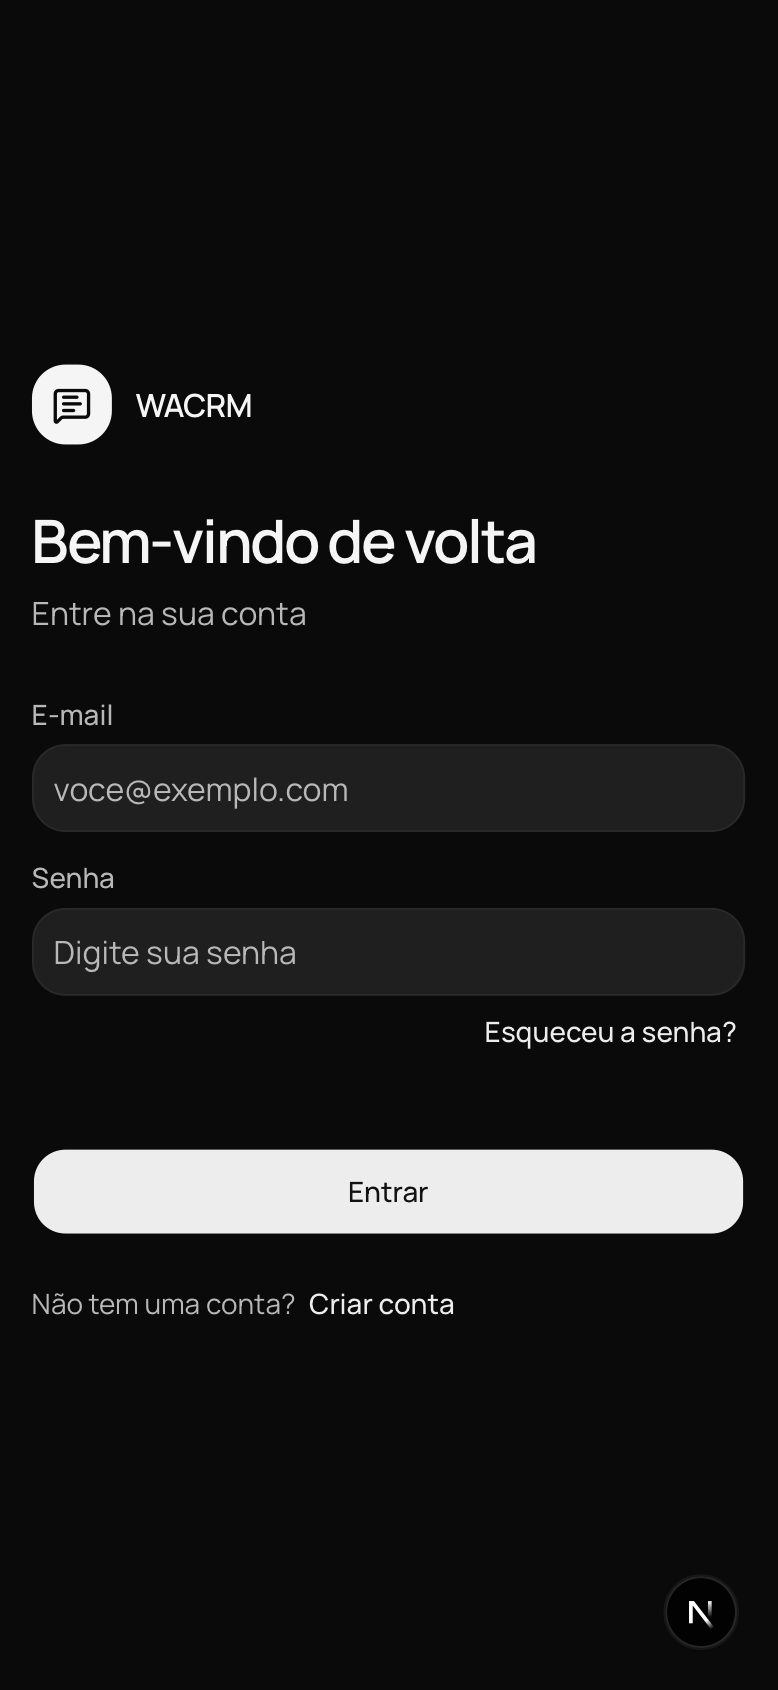 WACRM
Bem-vindo de volta
Entre na sua conta
E-mail
voce@exemplo.com
Senha
Digite sua senha
Esqueceu a senha?
Entrar
Não tem uma conta? Criar conta
N